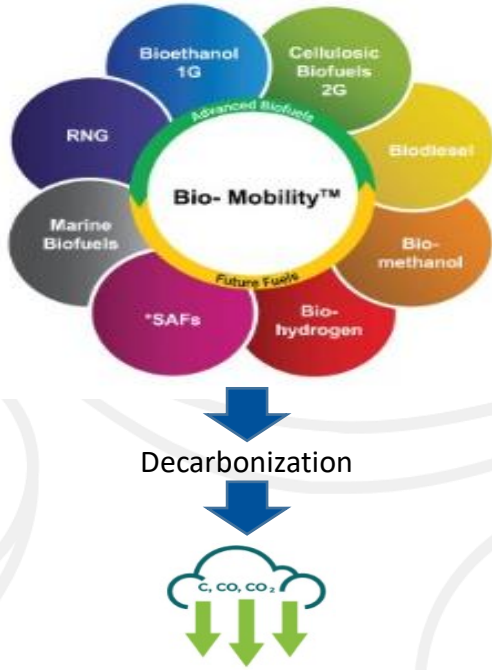 Bioethanol
1G
Cellulosic
Biofuels
2G
Biodiesel
Bio-
methanol
Bio-
hydrogen
*SAFs
Marine
Biofuels
RNG
Advanced Biofuels
Bio- Mobility™
Future Fuels
Decarbonization
C, CO, CO₂